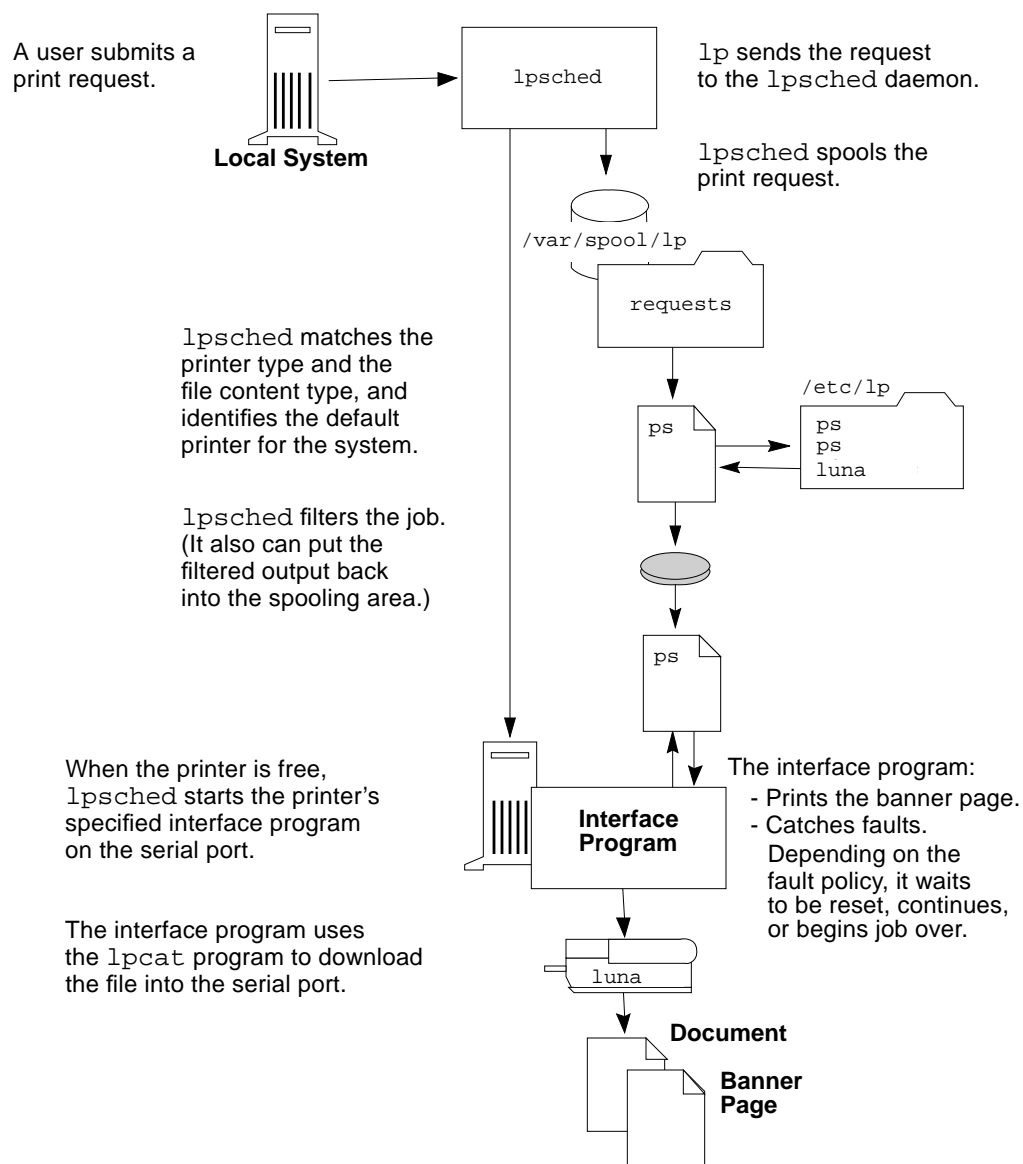 A user submits a
print request.
lpsched
lp sends the request
to the lpsched daemon.
Local System
lpsched spools the
print request.
/var/spool/lp
requests
lpsched matches the
printer type and the
file content type, and
identifies the default
printer for the system.
/etc/lp
ps
ps
ps
luna
lpsched filters the job.
(It also can put the
filtered output back
into the spooling area.)
ps
When the printer is free,
lpsched starts the printer’s
specified interface program
on the serial port.
Interface
Program
The interface program:
- Prints the banner page.
- Catches faults.
Depending on the
fault policy, it waits
to be reset, continues,
or begins job over.
The interface program uses
the lpcat program to download
the file into the serial port.
luna
Document
Banner
Page